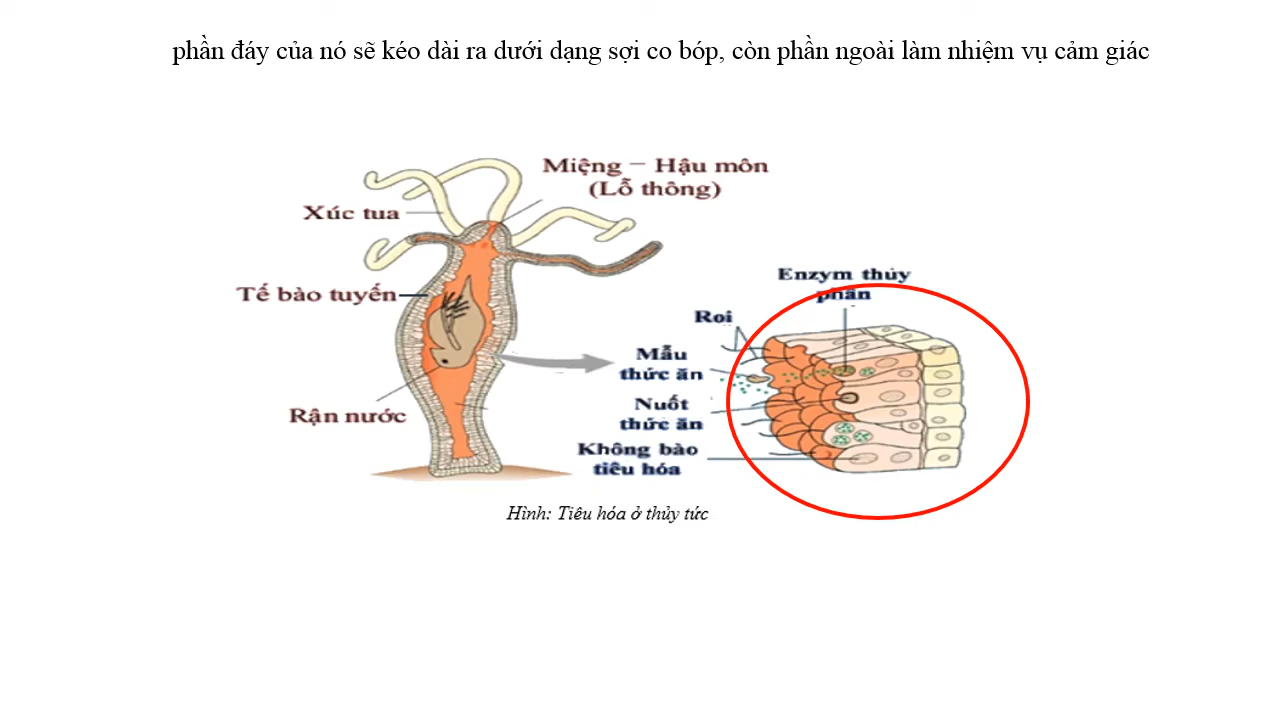 phần đáy của nó sẽ kéo dài ra dưới dạng sợi co bóp, còn phần ngoài làm nhiệm vụ cảm giác
Miệng – Hậu môn
(Lỗ thông)
Xúc tua
Tế bào tuyến
Rận nước
Enzym thủy
phân
Roi
Mẫu
thức ăn
Nuốt
thức ăn
Không bào
tiêu hóa
Hình: Tiêu hóa ở thủy tức